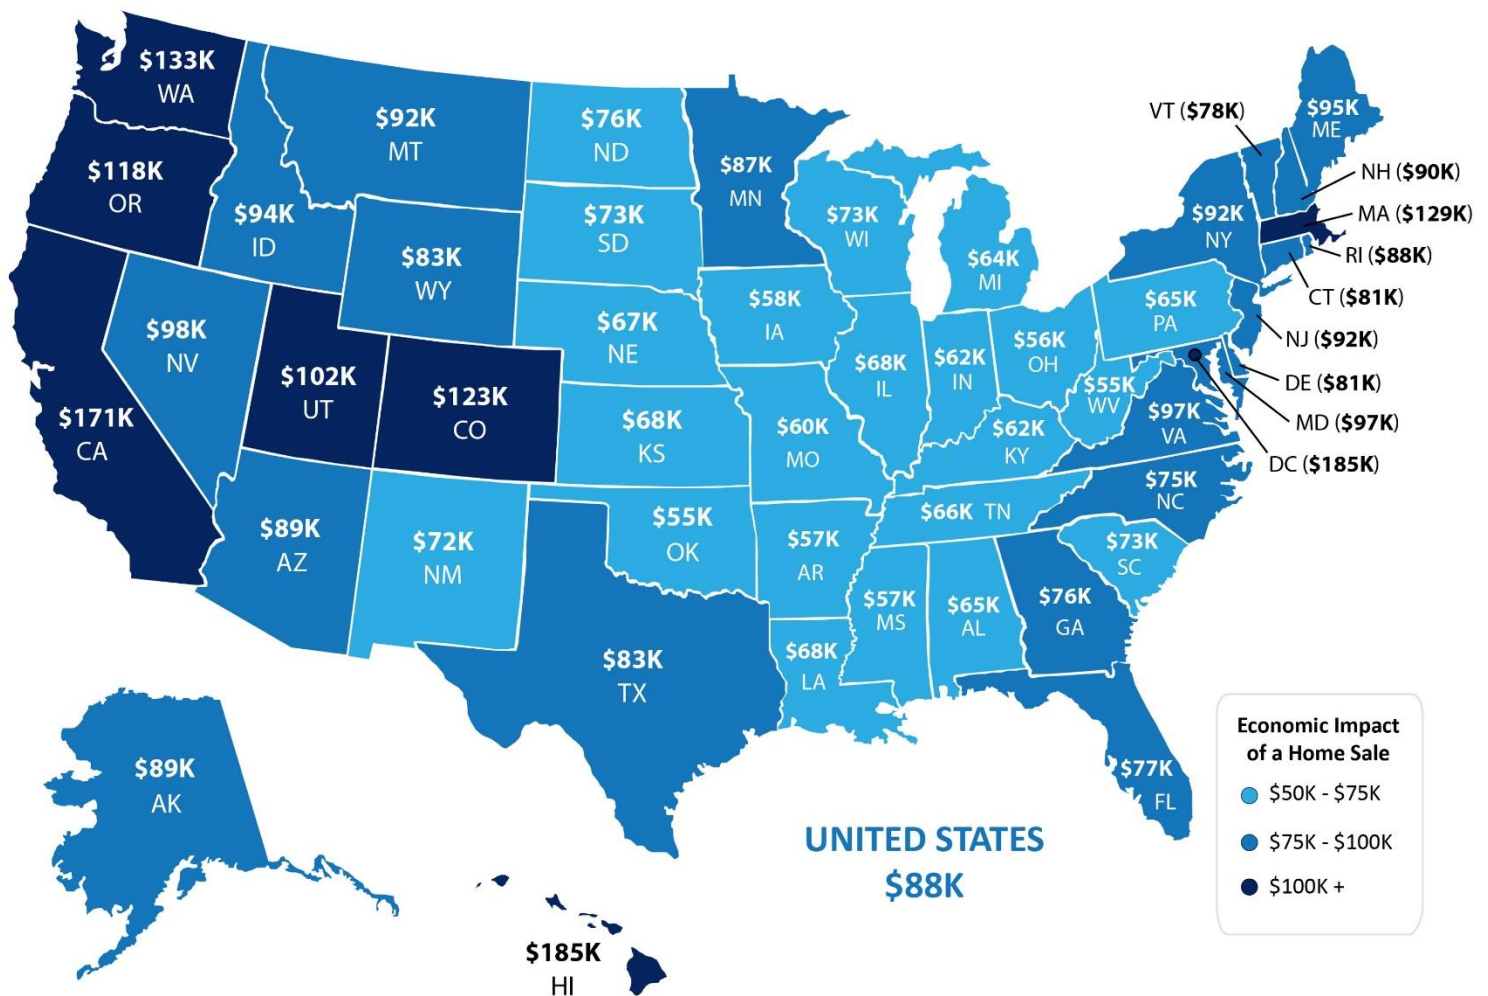 $133K
WA
$118K
OR
$171K
CA
$98K
NV
$94K
ID
$92K
MT
$83K
WY
$102K
UT
$123K
CO
$89K
AZ
$72K
NM
$76K
ND
$73K
SD
$67K
NE
$68K
KS
$55K
OK
$83K
TX
$87K
MN
$58K
IA
$60K
MO
$57K
AR
$68K
LA
$73K
WI
$68K
IL
$64K
MI
$62K
IN
$56K
OH
$62K
KY
$66K TN
$57K
MS
$65K
AL
$76K
GA
$77K
FL
$73K
SC
$75K
NC
$97K
VA
$55K
WV
$65K
PA
$92K
NY
$95K
ME
VT ($78K)
NH ($90K)
MA ($129K)
RI ($88K)
CT ($81K)
NJ ($92K)
DE ($81K)
MD ($97K)
DC ($185K)
$89K
AK
$185K
HI
UNITED STATES
$88K
Economic Impact
of a Home Sale
$50K - $75K
$75K - $100K
$100K +